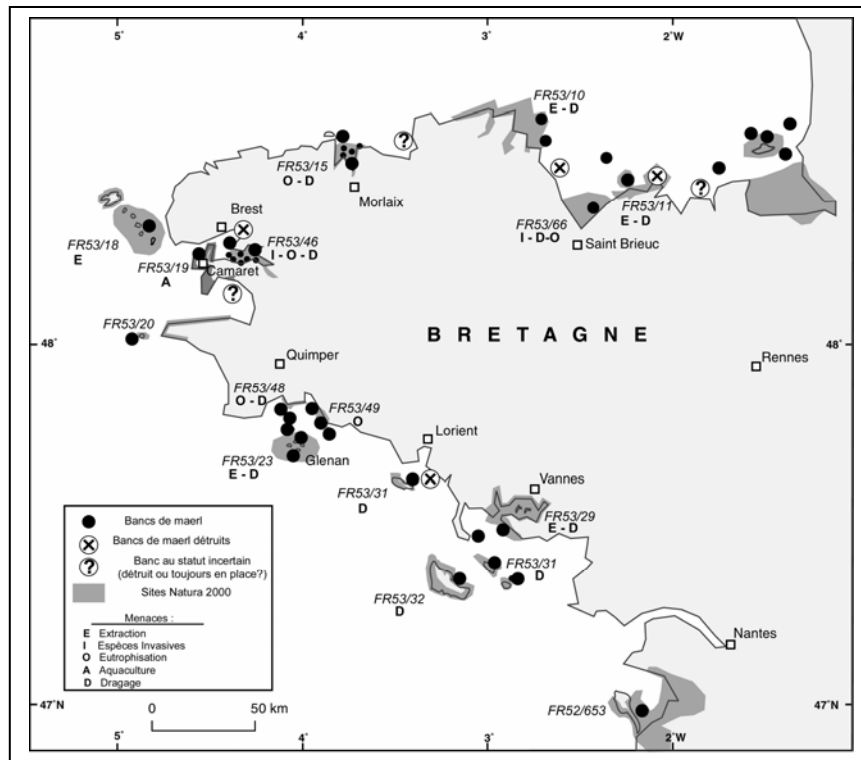 5˚ 4˚ 3˚ 2˚W
FR53/10
E - D
?
FR53/15
O - D
Morlaix
FR53/11
E - D
?
Brest
FR53/66
I - D-O
Saint Brieuc
FR53/18
E
FR53/46
I - O - D
FR53/19
A
Camaret
?
FR53/20
48˚ 48˚
BRETAGNE
Rennes
Quimper
FR53/48
O - D
FR53/49
O
Lorient
FR53/23
E - D
Glenan
FR53/31
D
Vannes
FR53/29
E - D
FR53/31
D
FR53/32
D
Nantes
FR52/653
Bancs de maerl
Bancs de maerl détruits
?
Banc au statut incertain
(détruit ou toujours en place?)
Sites Natura 2000
Menaces :
E Extraction
I Espèces Invasives
O Eutrophisation
A Aquaculture
D Dragage
47˚N 47˚N
0 50 km
5˚ 4˚ 3˚ 2˚W